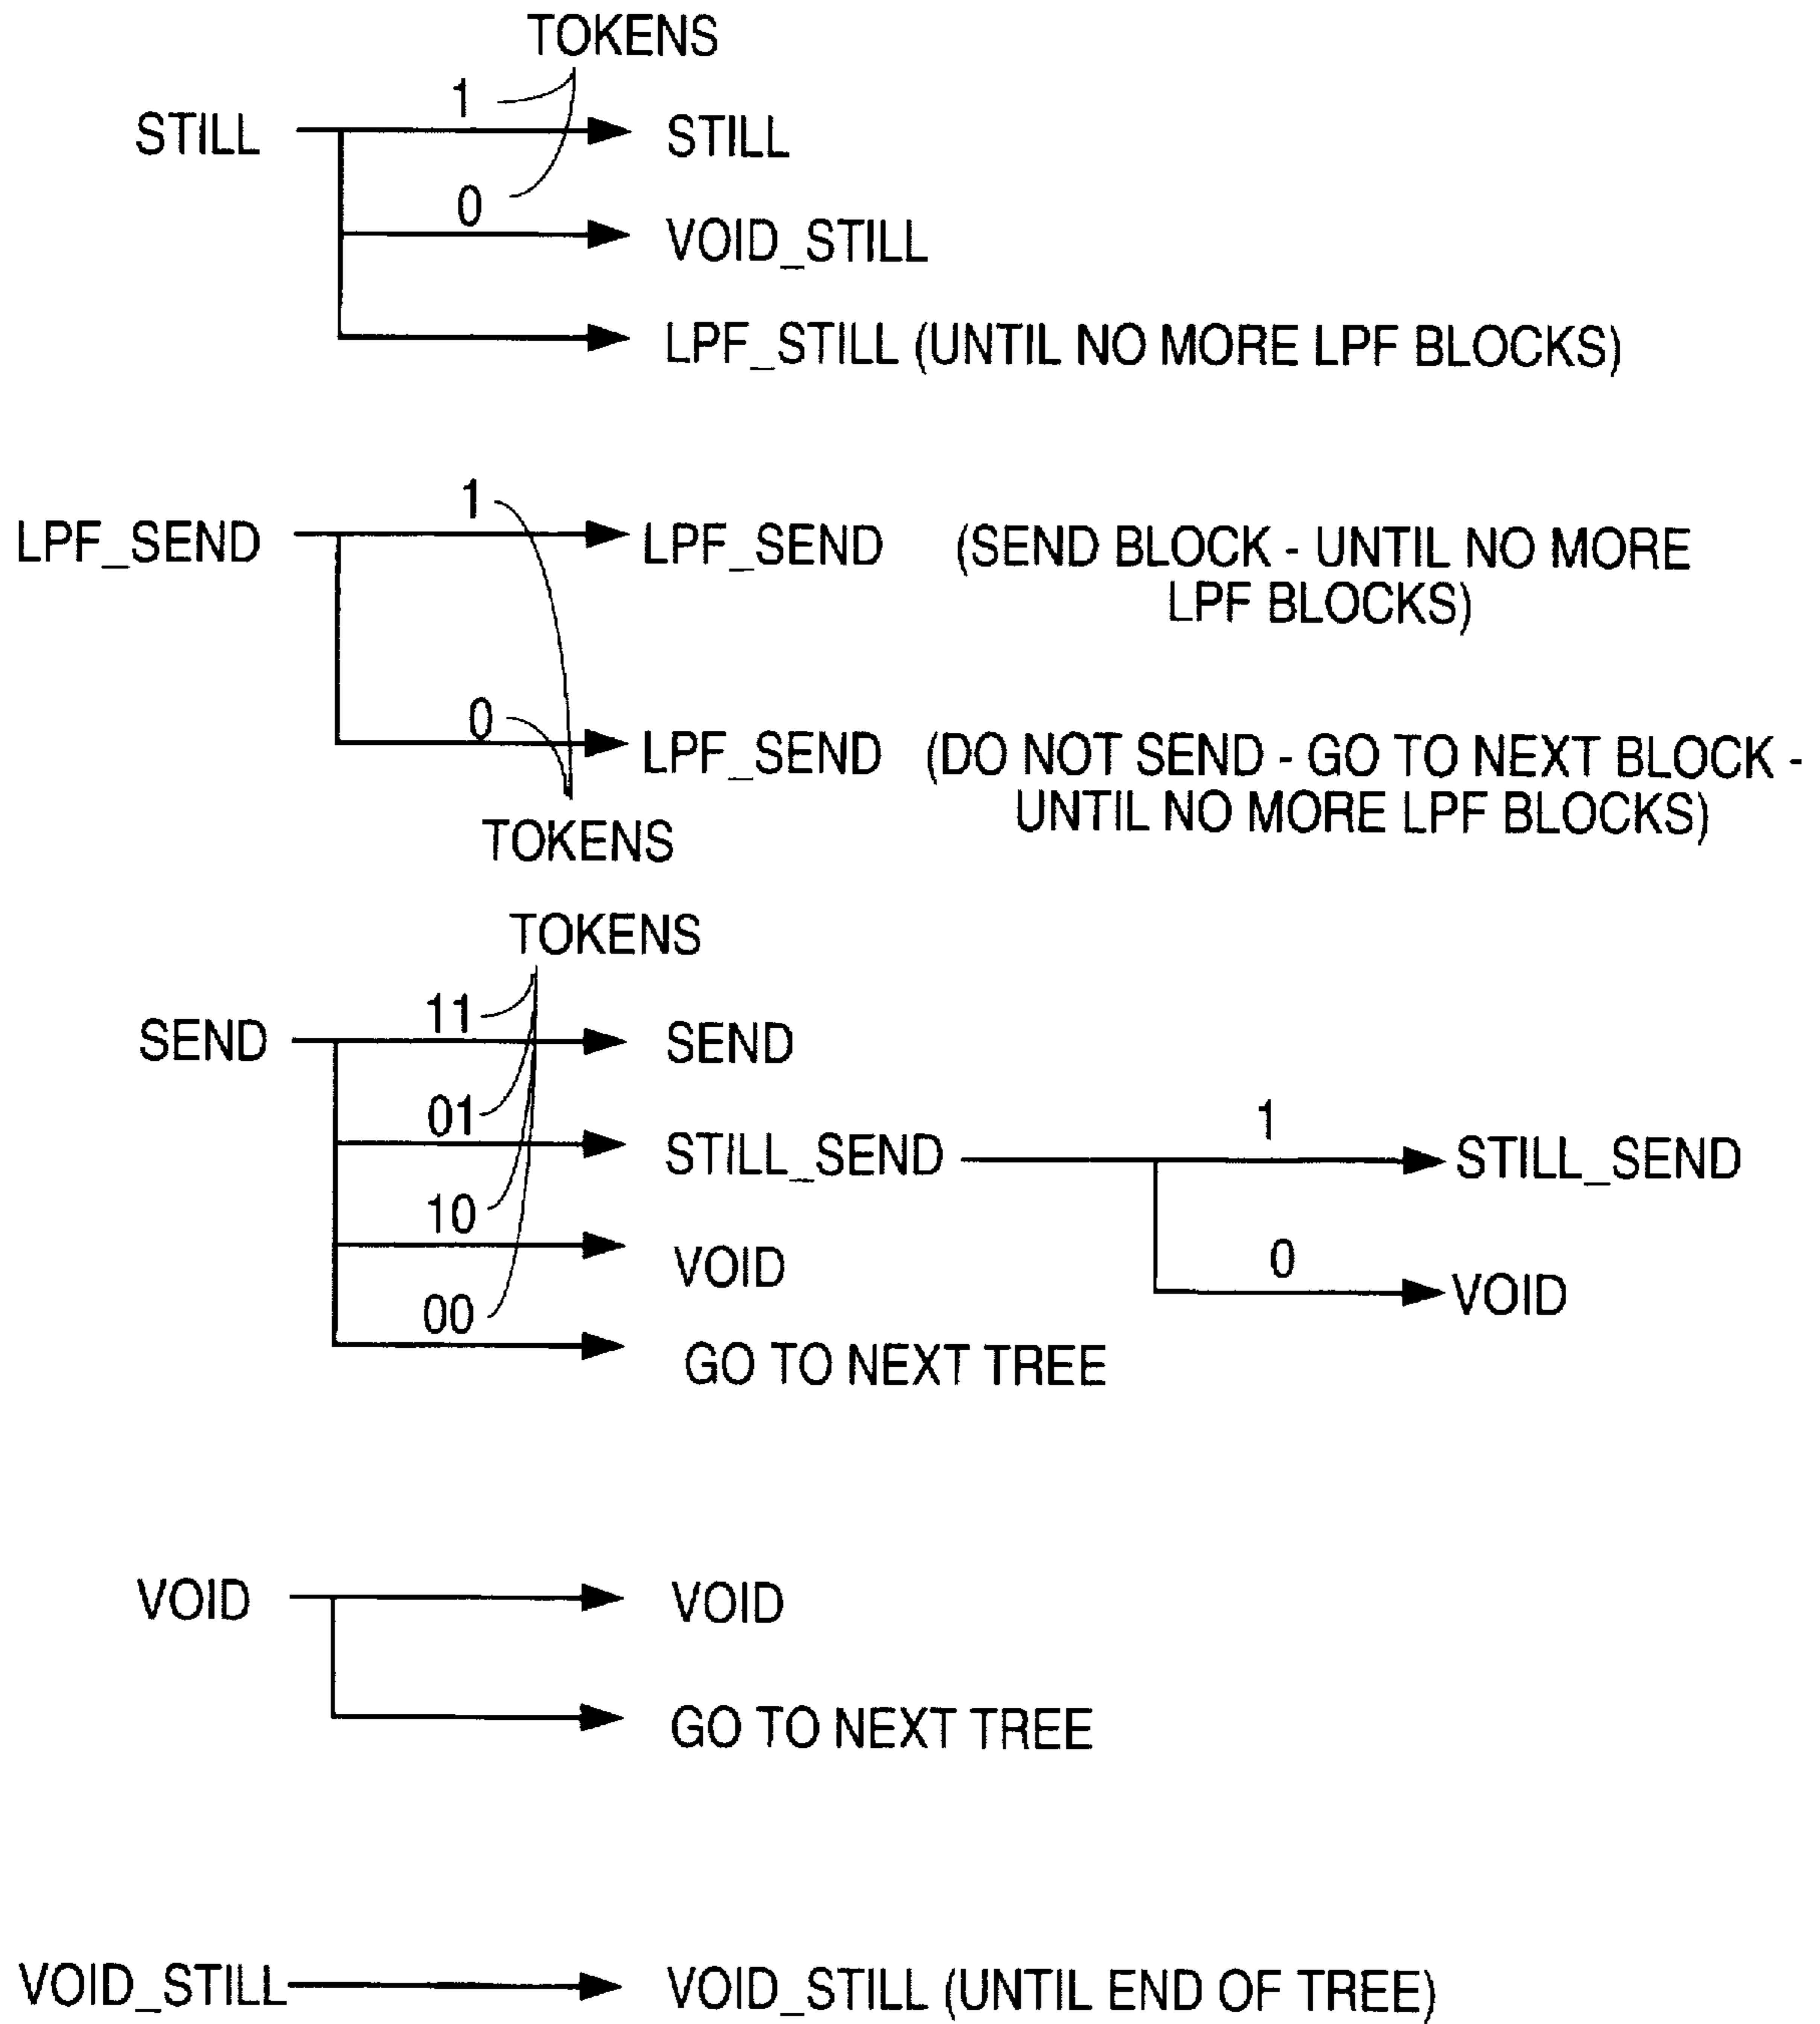 TOKENS
1
STILL
STILL
0
VOID_STILL
LPF_STILL (UNTIL NO MORE LPF BLOCKS)
1
LPF_SEND
LPF_SEND (SEND BLOCK - UNTIL NO MORE
LPF BLOCKS)
0
LPF_SEND (DO NOT SEND - GO TO NEXT BLOCK -
UNTIL NO MORE LPF BLOCKS)
TOKENS
TOKENS
11
SEND
SEND
01
STILL_SEND
1
STILL_SEND
10
VOID
0
VOID
00
GO TO NEXT TREE
VOID
VOID
GO TO NEXT TREE
VOID_STILL
VOID_STILL (UNTIL END OF TREE)